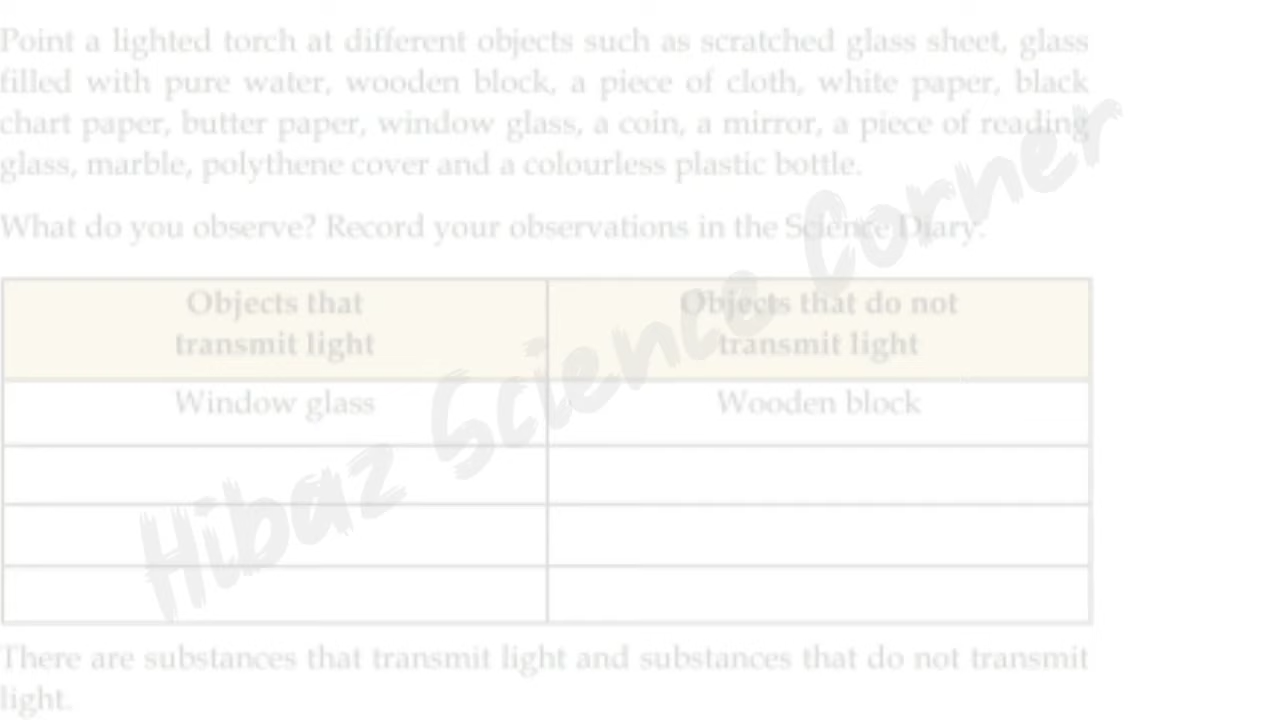 Point a lighted torch at different objects such as scratched glass sheet, glass
filled with pure water, wooden block, a piece of cloth, white paper, black
chart paper, butter paper, window glass, a coin, a mirror, a piece of reading
glass, marble, polythene cover and a colourless plastic bottle.
What do you observe? Record your observations in the Science Diary.
Objects that
transmit light
Objects that do not
transmit light
Window glass
Wooden block
Hibaz Science Corner
There are substances that transmit light and substances that do not transmit
light.